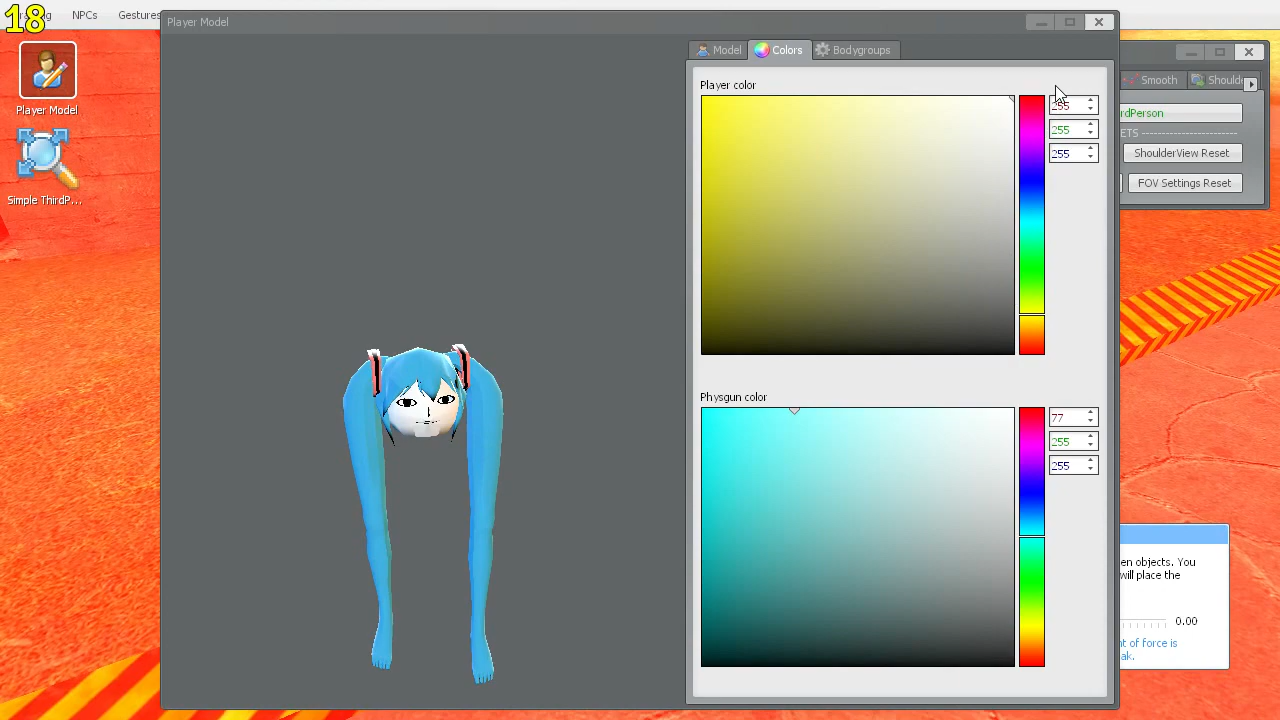 18
NPCs
Gestures
Player Model
Player Model
Simple ThirdP...
Model
Colors
Bodygroups
Player color
255
255
255
Physgun color
77
255
255
Smooth
rdPerson
ETS --------------------
ShoulderView Reset
FOV Settings Reset
en objects. You
will place the
0.00
nt of force is
ak.